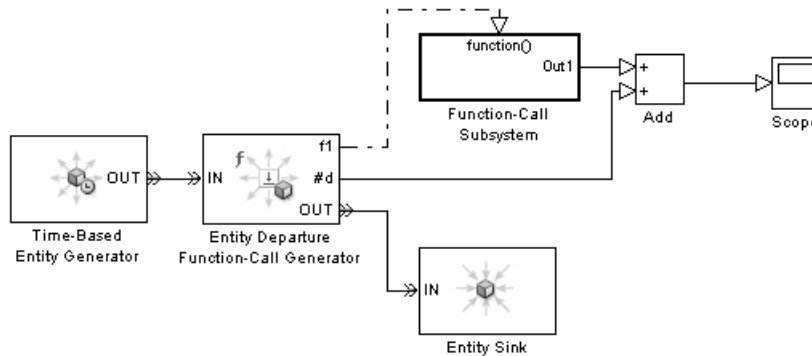 function()
Out1
+
+
Function-Call
Subsystem
Add
Scope
f1
OUT
IN
#d
OUT
Time-Based
Entity Generator
Entity Departure
Function-Call Generator
IN
Entity Sink